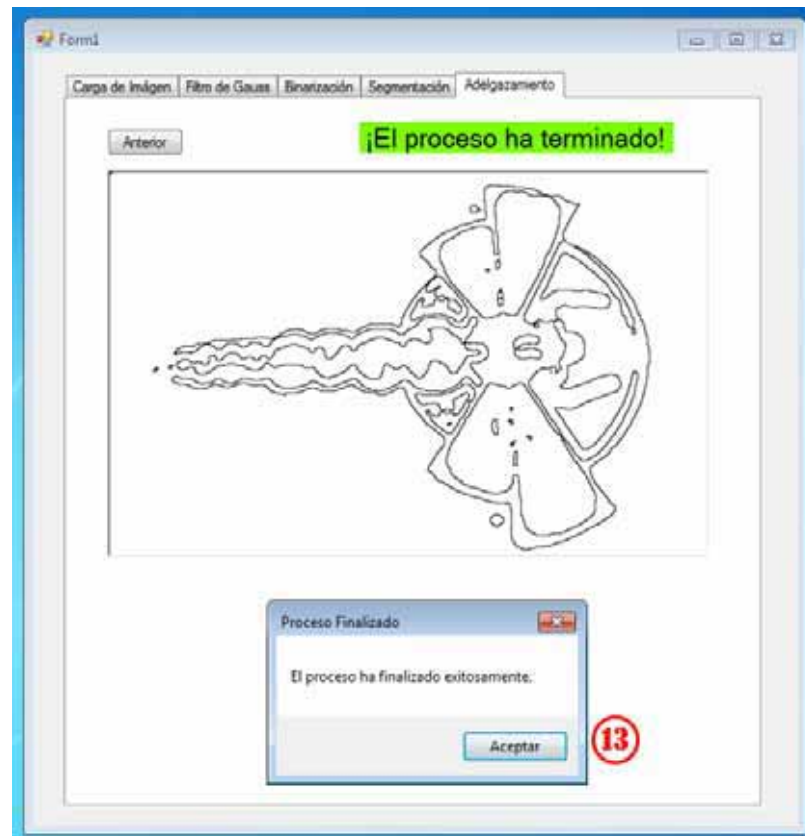 Form1
Carga de Imágen Filtro de Gauss Binarización Segmentación Adelgazamiento
Anterior
¡El proceso ha terminado!
Proceso Finalizado
El proceso ha finalizado exitosamente.
Aceptar
13